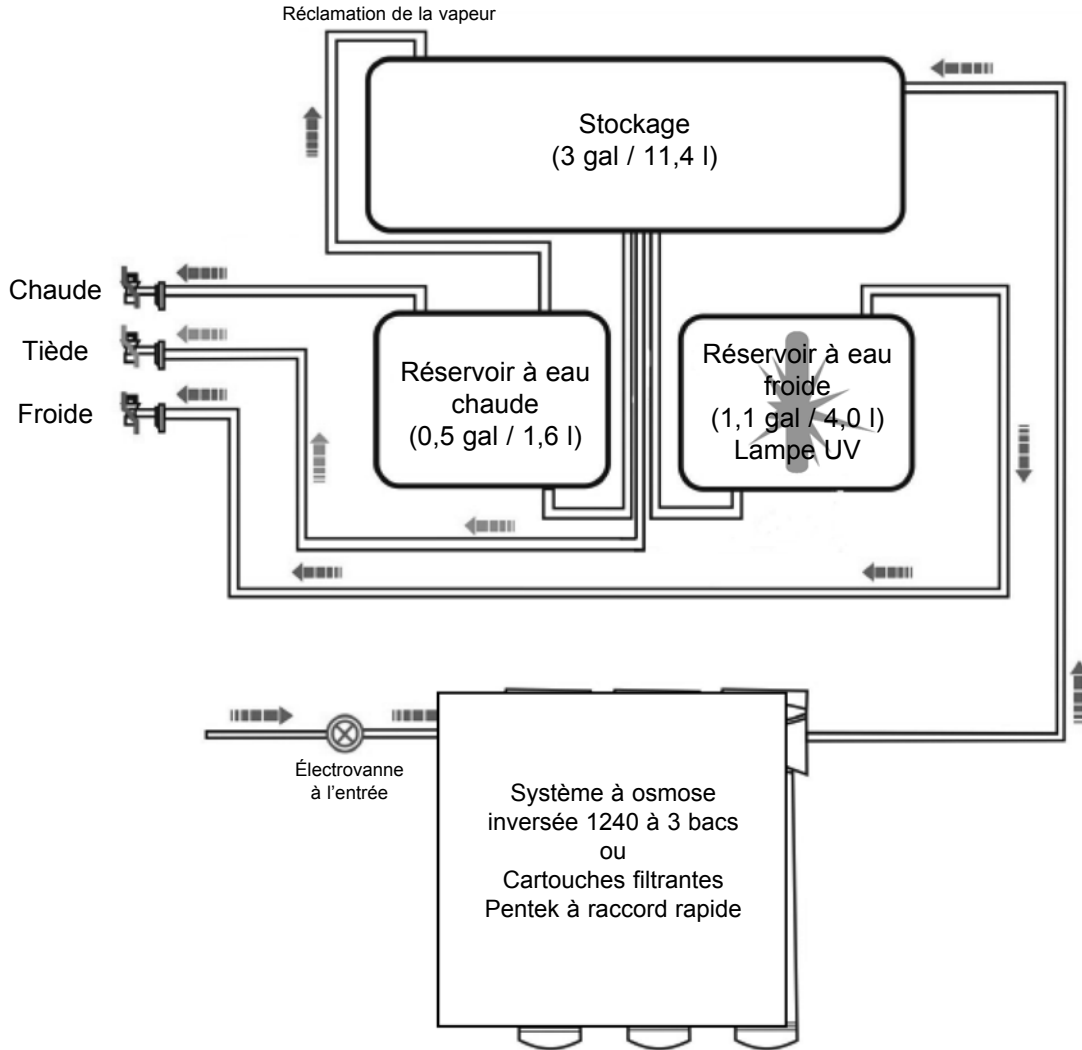 Réclamation de la vapeur
Stockage
(3 gal / 11,4 l)
Chaude
Tiède
Froide
Réservoir à eau
chaude
(0,5 gal / 1,6 l)
Réservoir à eau
froide
(1,1 gal / 4,0 l)
Lampe UV
Électrovanne
à l’entrée
Système à osmose
inversée 1240 à 3 bacs
ou
Cartouches filtrantes
Pentek à raccord rapide